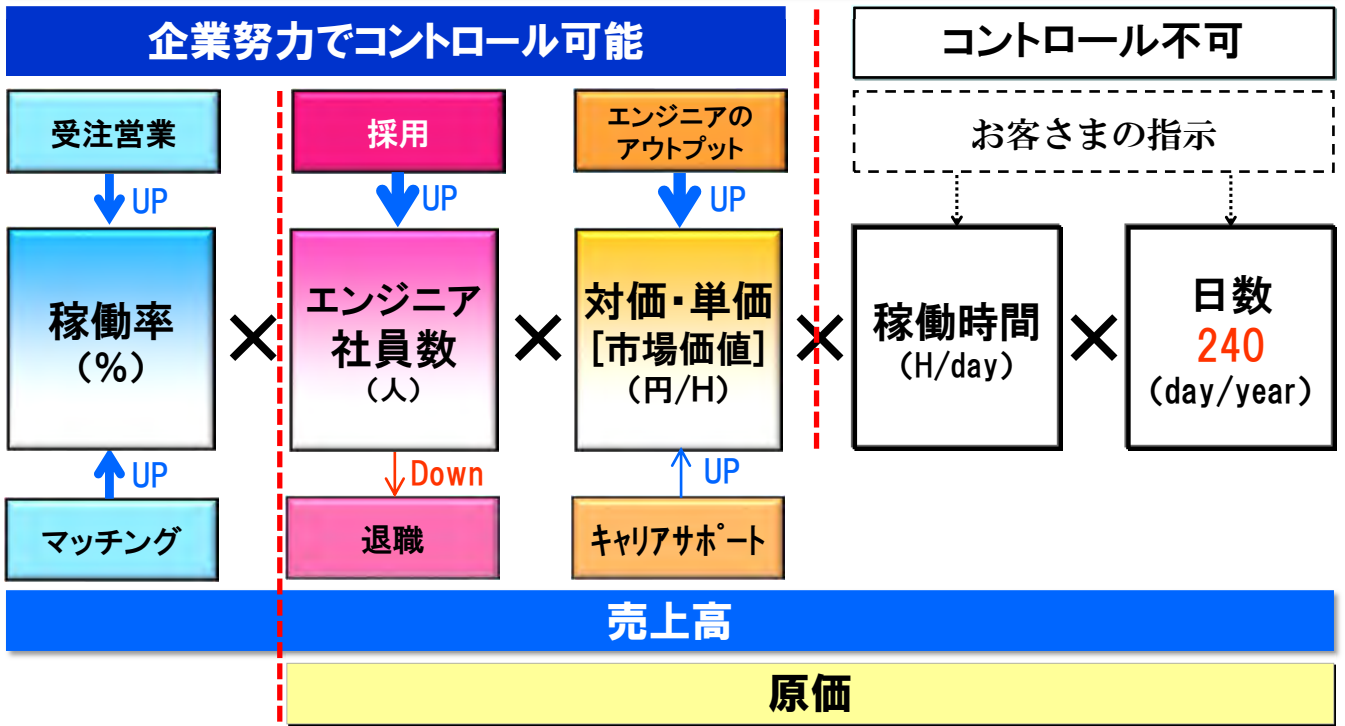 企業努力でコントロール可能
コントロール不可
受注営業
採用
エンジニアの
アウトプット
お客さまの指示
UP
UP
UP
稼働率
(%)
×
エンジニア
社員数
(人)
×
対価・単価
[市場価値]
(円/H)
×
稼働時間
(H/day)
×
日数
240
(day/year)
UP
Down
UP
マッチング
退職
キャリアサポート
売上高
原価